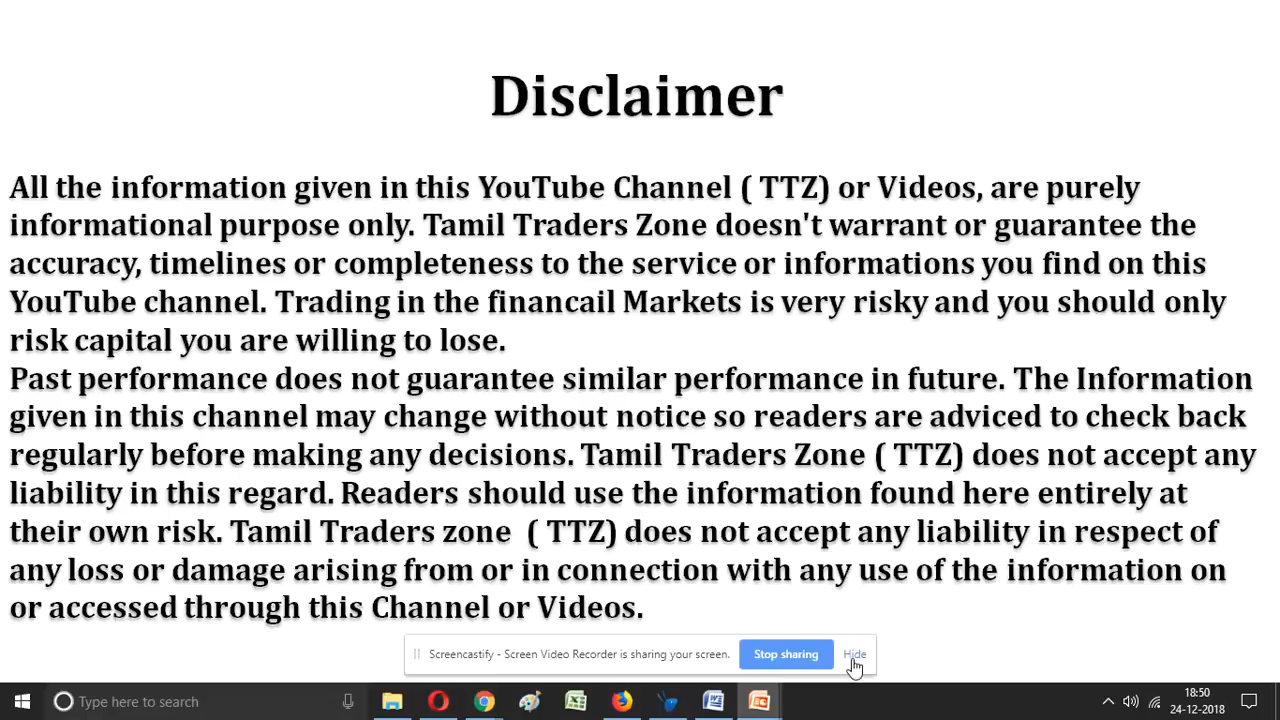 Disclaimer
All the information given in this YouTube Channel ( TTZ) or Videos, are purely
informational purpose only. Tamil Traders Zone doesn't warrant or guarantee the
accuracy, timelines or completeness to the service or informations you find on this
YouTube channel. Trading in the financail Markets is very risky and you should only
risk capital you are willing to lose.
Past performance does not guarantee similar performance in future. The Information
given in this channel may change without notice so readers are adviced to check back
regularly before making any decisions. Tamil Traders Zone ( TTZ) does not accept any
liability in this regard. Readers should use the information found here entirely at
their own risk. Tamil Traders zone  ( TTZ) does not accept any liability in respect of
any loss or damage arising from or in connection with any use of the information on
or accessed through this Channel or Videos.
Screencastify - Screen Video Recorder is sharing your screen. Stop sharing Hide
Type here to search
18:50
24-12-2018